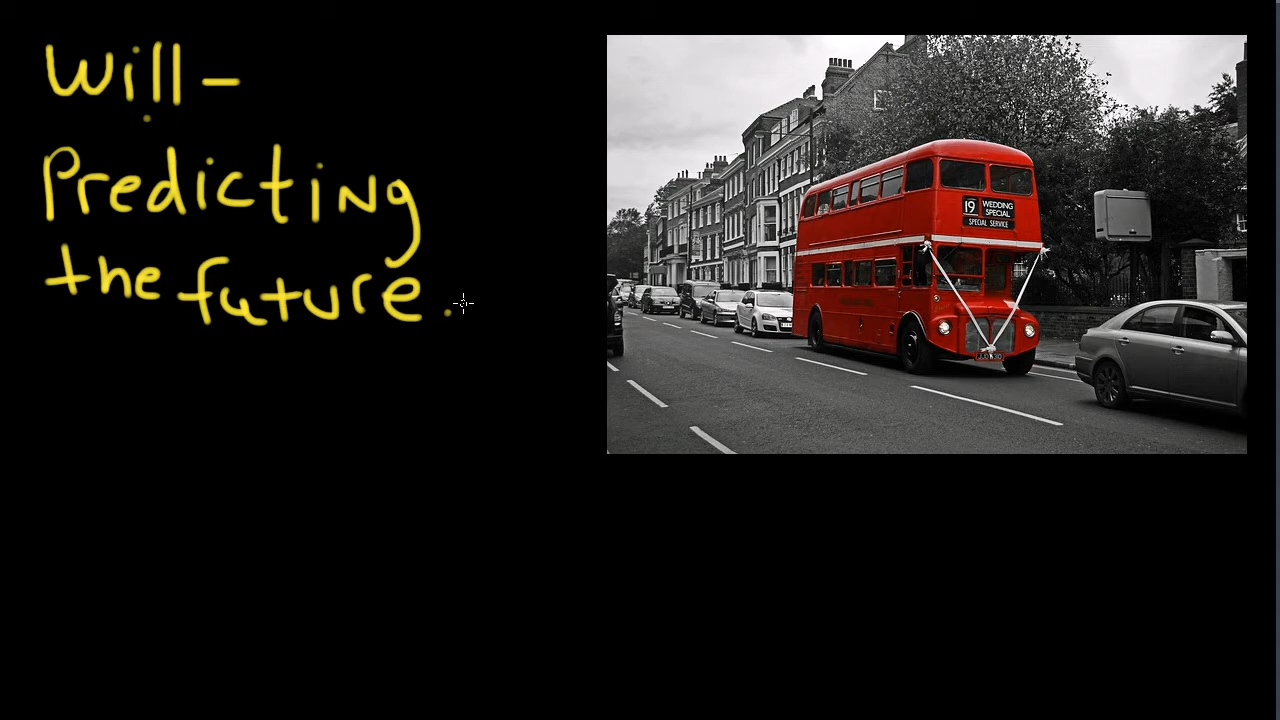 Will -
Predicting
the future.
19 WEDDING
SPECIAL
SPECIAL SERVICE